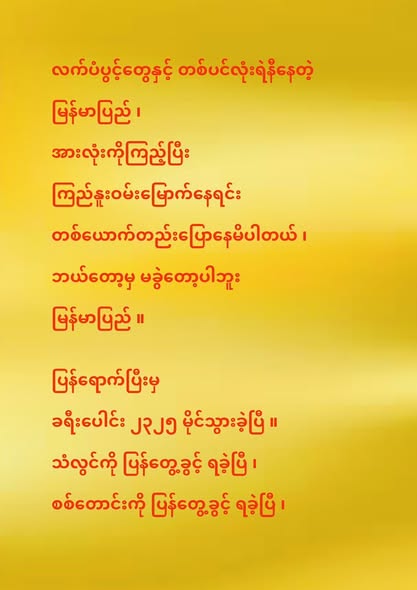 လက်ပံပွင့်တွေနှင့် တစ်ပင်လုံးရဲနီနေတဲ့
မြန်မာပြည် ၊
အားလုံးကိုကြည့်ပြီး
ကြည်နူးဝမ်းမြောက်နေရင်း
တစ်ယောက်တည်းပြောနေမိပါတယ် ၊
ဘယ်တော့မှ မခွဲတော့ပါဘူး
မြန်မာပြည် ။
ပြန်ရောက်ပြီးမှ
ခရီးပေါင်း ၂၃၂၅ မိုင်သွားခဲ့ပြီ ။
သံလွင်ကို ပြန်တွေ့ခွင့် ရခဲ့ပြီ ၊
စစ်တောင်းကို ပြန်တွေ့ခွင့် ရခဲ့ပြီ ၊